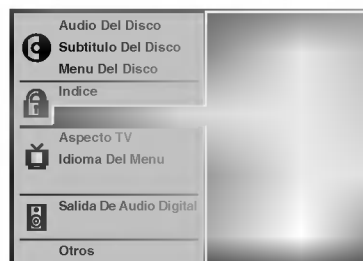 Audio Del Disco
Subtitulo Del Disco
Menu Del Disco
Indice
Aspecto TV
Idioma Del Menu
Salida De Audio Digital
Otros